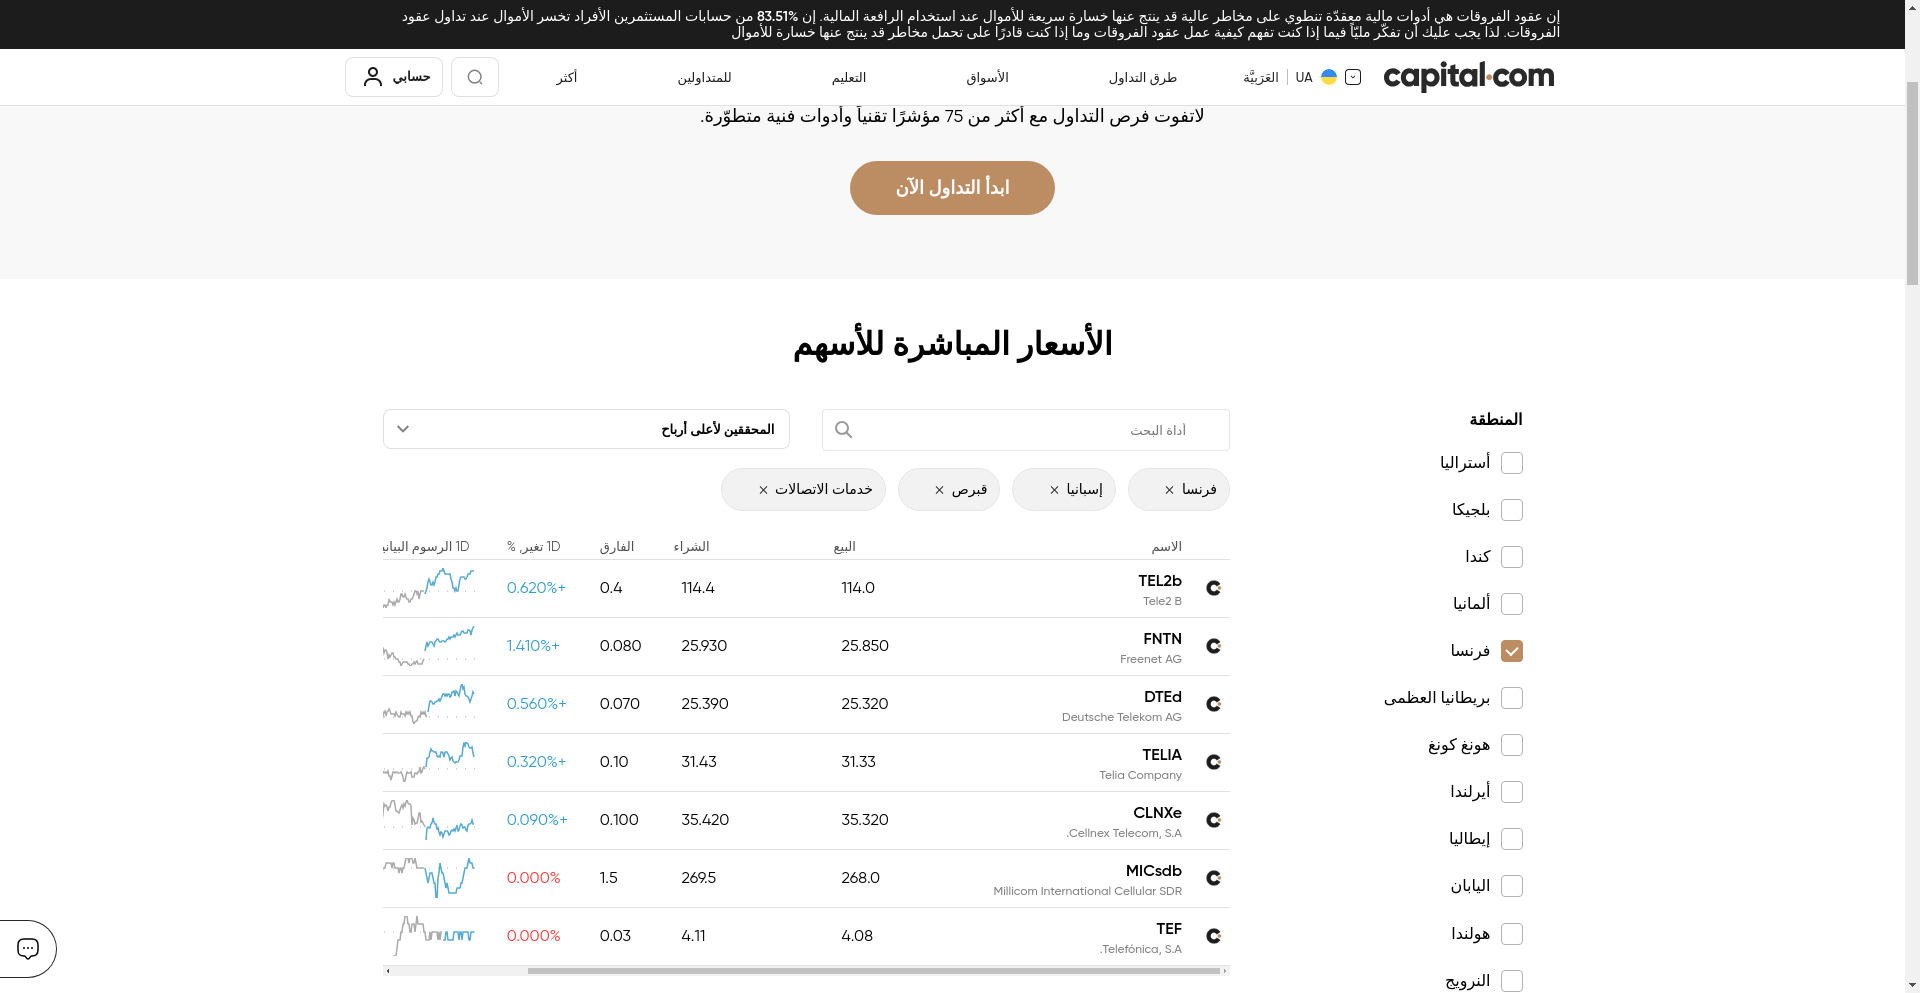 إن عقود الفروقات هي أدوات مالية معقدّة تنطوي على مخاطر عالية قد ينتج عنها خسارة سريعة للأموال عند استخدام الرافعة المالية. إن 83.51% من حسابات المستثمرين الأفراد تخسر الأموال عند تداول عقود
الفروقات. لذا يجب عليك أن تفكّر مليّاً فيما إذا كنت تفهم كيفية عمل عقود الفروقات وما إذا كنت قادرًا على تحمل مخاطر قد ينتج عنها خسارة للأموال
capital.com
UA العَرَبِيَّة
طرق التداول
الأسواق
التعليم
للمتداولين
أكثر
حسابي
لاتفوت فرص التداول مع أكثر من 75 مؤشرًا تقنياً وأدوات فنية متطوّرة.
ابدأ التداول الآن
الأسعار المباشرة للأسهم
المنطقة
أستراليا
بلجيكا
كندا
ألمانيا
فرنسا
بريطانيا العظمى
هونغ كونغ
أيرلندا
إيطاليا
اليابان
هولندا
النرويج
أداة البحث
المحققين لأعلى أرباح
فرنسا ×
إسبانيا ×
قبرص ×
خدمات الاتصالات ×
الاسم البيع الشراء الفارق 1D تغير, % 1D الرسوم البياني
TEL2b 114.0 114.4 0.4 0.620%+
Tele2 B
FNTN 25.850 25.930 0.080 1.410%+
Freenet AG
DTEd 25.320 25.390 0.070 0.560%+
Deutsche Telekom AG
TELIA 31.33 31.43 0.10 0.320%+
Telia Company
CLNXe 35.320 35.420 0.100 0.090%+
.Cellnex Telecom, S.A
MICsdb 268.0 269.5 1.5 0.000%
Millicom International Cellular SDR
TEF 4.08 4.11 0.03 0.000%
.Telefónica, S.A